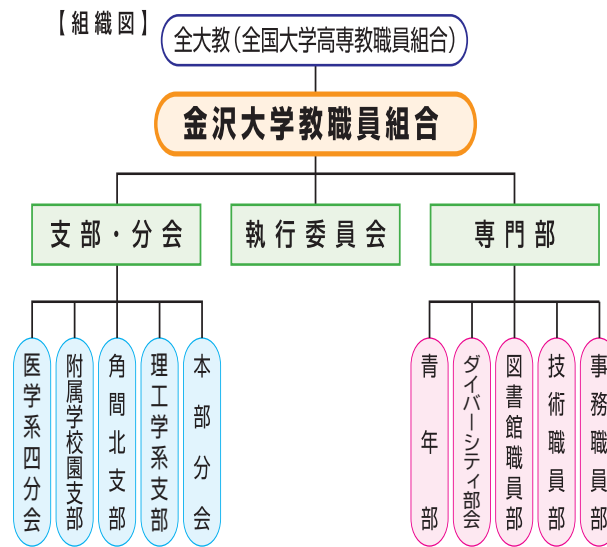 【組織図】
全大教(全国大学高専教職員組合)
金沢大学教職員組合
支部・分会
執行委員会
専門部
医学系四分会
附属学校園支部
角間北支部
理工学系支部
本部分会
青年部
ダイバーシティ部会
図書館職員部
技術職員部
事務職員部